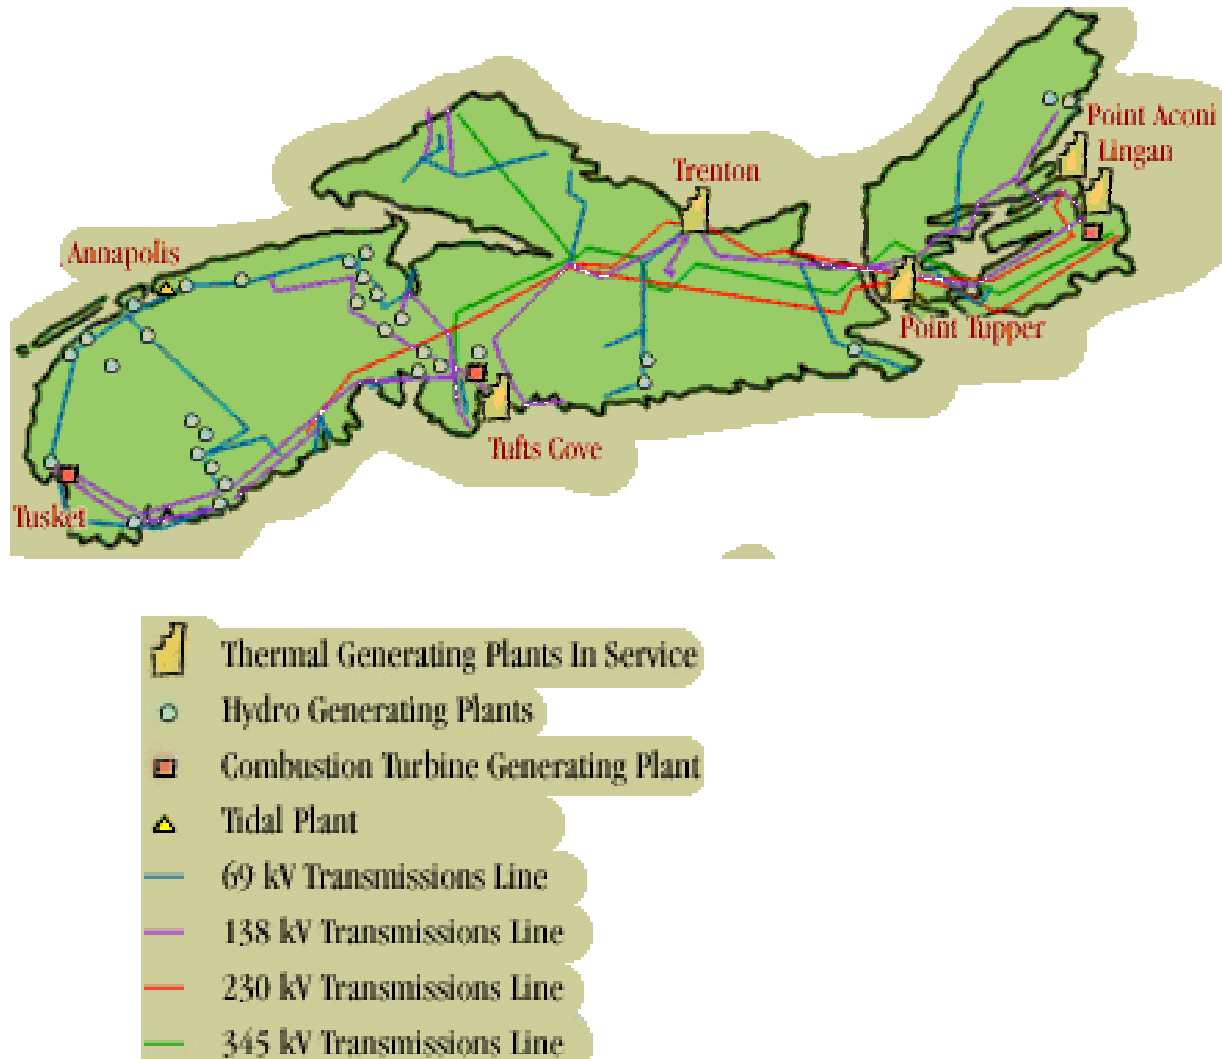 Point Aconi
Lingan
Trenton
Annapolis
Point Tupper
Tufts Cove
Tusket
Thermal Generating Plants In Service
Hydro Generating Plants
Combustion Turbine Generating Plant
Tidal Plant
69 kV Transmissions Line
138 kV Transmissions Line
230 kV Transmissions Line
345 kV Transmissions Line